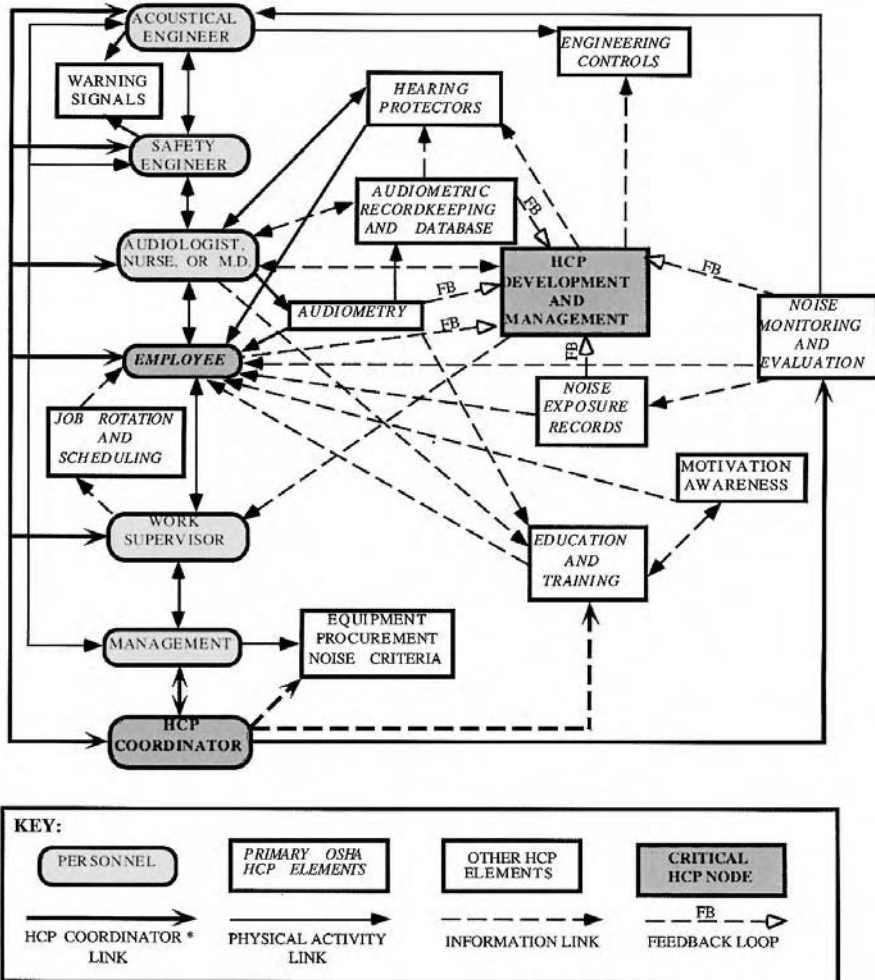 ACOUSTICAL
ENGINEER
ENGINEERING
CONTROLS
WARNING
SIGNALS
HEARING
PROTECTORS
SAFETY
ENGINEER
AUDIOMETRIC
RECORDKEEPING
AND DATABASE
FB
AUDIOLOGIST,
NURSE, OR M.D.
HCP
DEVELOPMENT
AND
MANAGEMENT
FB
FB
AUDIOMETRY
FB
NOISE
MONITORING
AND
EVALUATION
EMPLOYEE
FB
NOISE
EXPOSURE
RECORDS
JOB ROTATION
AND
SCHEDULING
MOTIVATION
AWARENESS
WORK
SUPERVISOR
EDUCATION
AND
TRAINING
EQUIPMENT
PROCUREMENT
NOISE CRITERIA
MANAGEMENT
HCP
COORDINATOR
KEY:
PERSONNEL
PRIMARY OSHA
HCP ELEMENTS
OTHER HCP
ELEMENTS
CRITICAL
HCP NODE
HCP COORDINATOR *
LINK
PHYSICAL ACTIVITY
LINK
INFORMATION LINK
FB
FEEDBACK LOOP